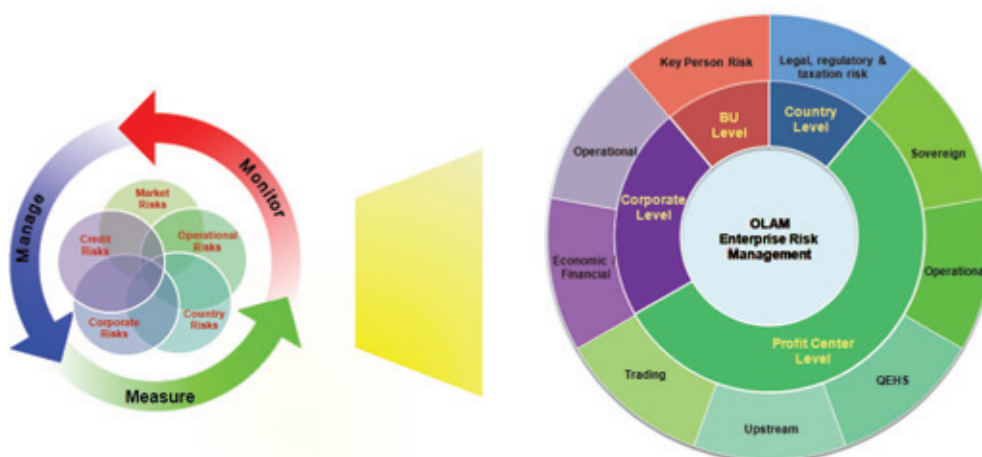 Manage
Monitor
Measure
Market
Risks
Credit
Risks
Operational
Risks
Corporate
Risks
Country
Risks
Key Person Risk
Legal, regulatory &
taxation risk
BU
Level
Country
Level
Operational
Sovereign
Corporate
Level
OLAM
Enterprise Risk
Management
Economic /
Financial
Operational
Profit Center
Level
Trading
QEHS
Upstream